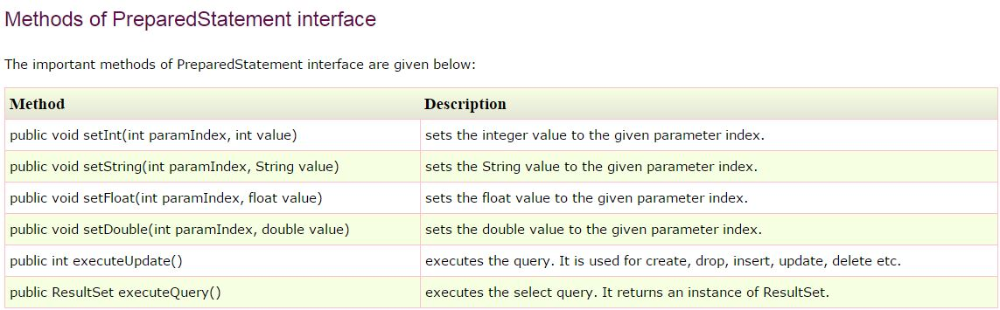 Methods of PreparedStatement interface
The important methods of PreparedStatement interface are given below:
Method Description
public void setInt(int paramIndex, int value) sets the integer value to the given parameter index.
public void setString(int paramIndex, String value) sets the String value to the given parameter index.
public void setFloat(int paramIndex, float value) sets the float value to the given parameter index.
public void setDouble(int paramIndex, double value) sets the double value to the given parameter index.
public int executeUpdate() executes the query. It is used for create, drop, insert, update, delete etc.
public ResultSet executeQuery() executes the select query. It returns an instance of ResultSet.